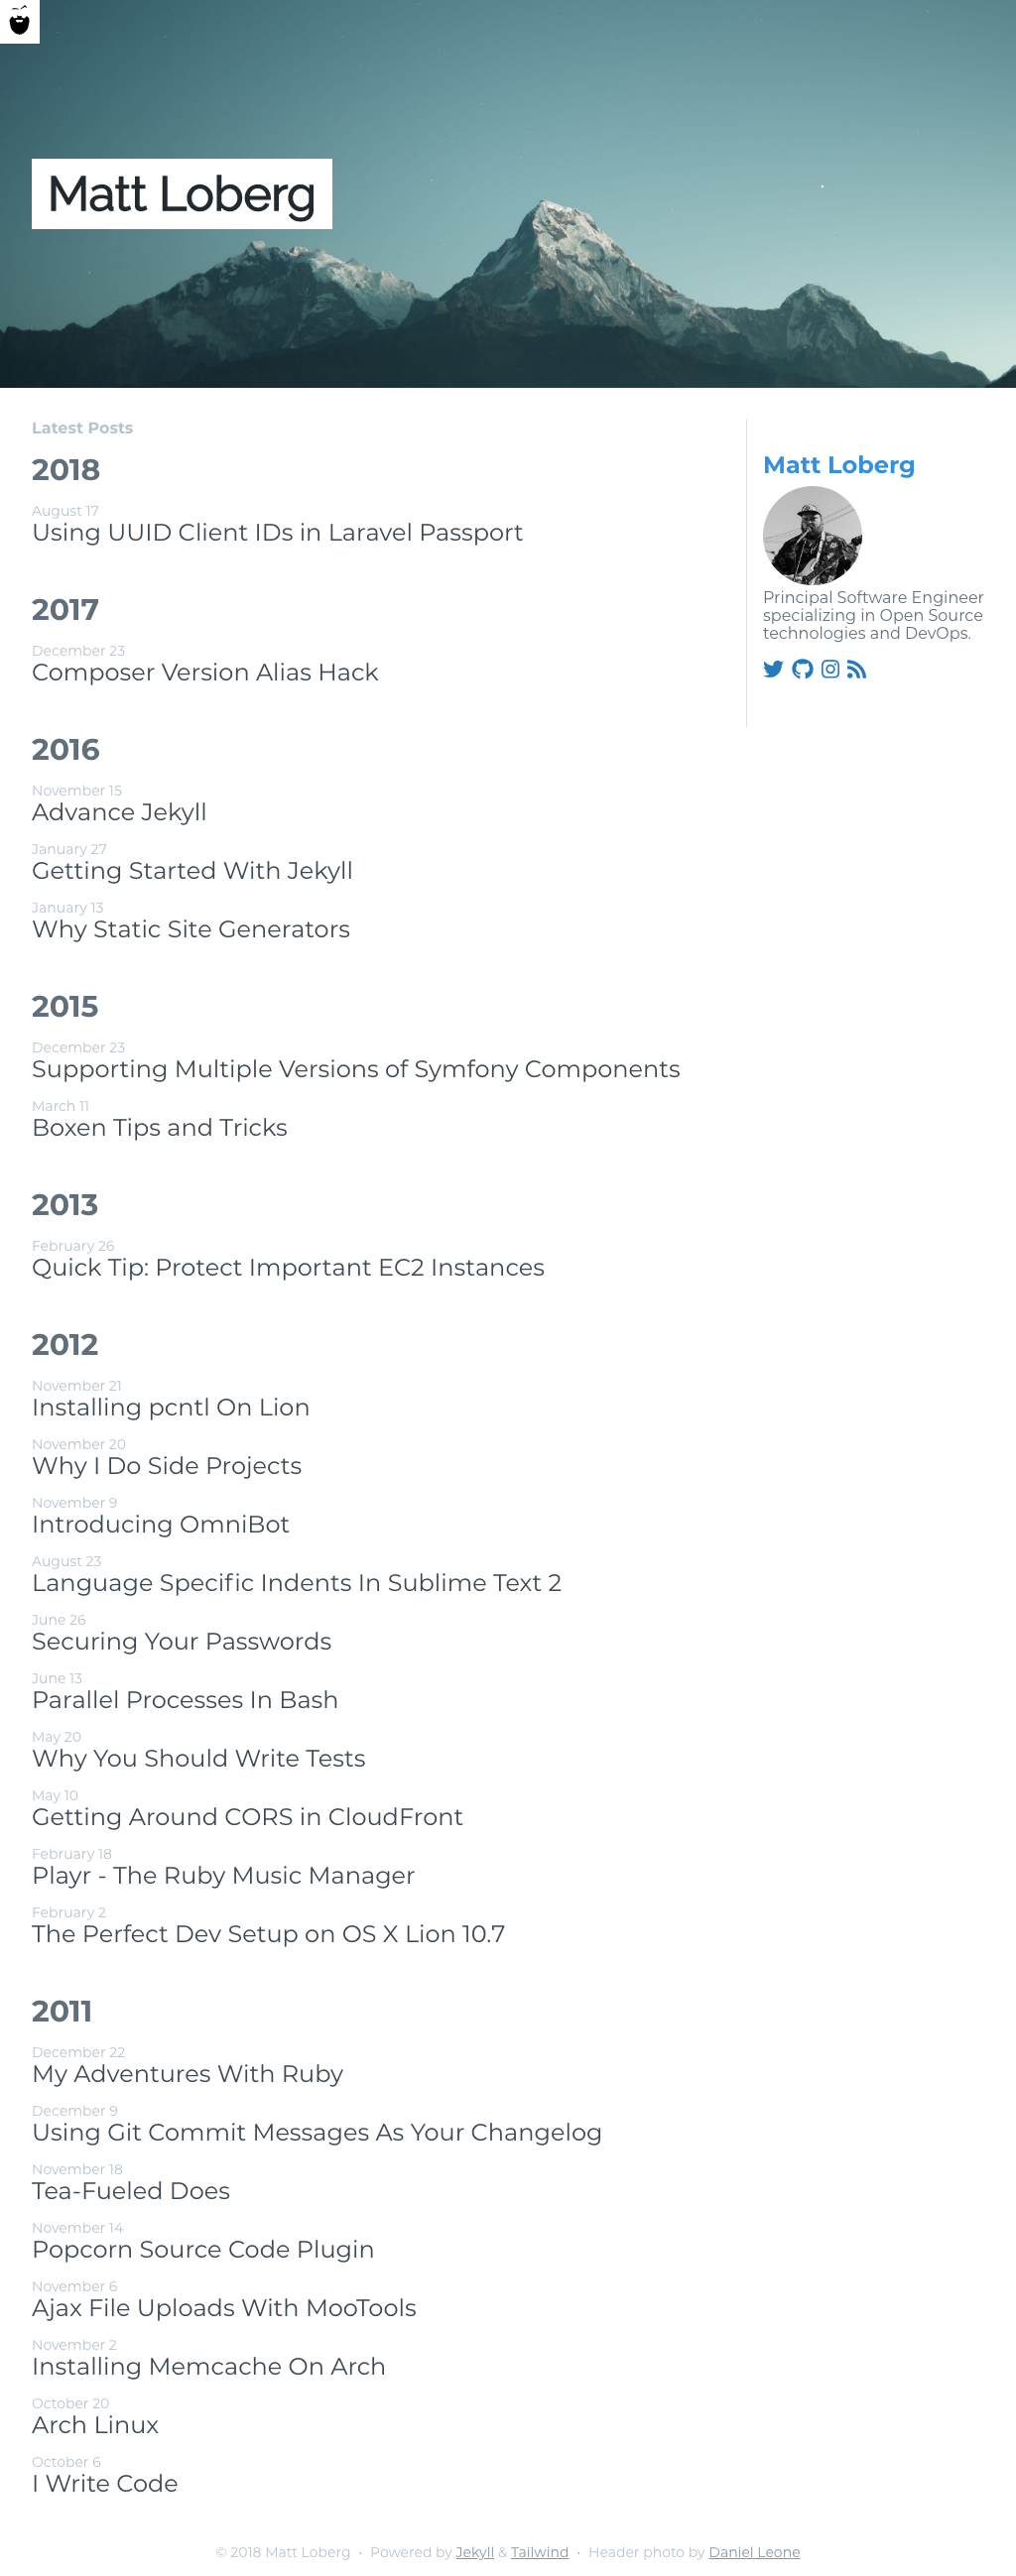 Matt Loberg
Latest Posts
2018
August 17
Using UUID Client IDs in Laravel Passport
2017
December 23
Composer Version Alias Hack
2016
November 15
Advance Jekyll
January 27
Getting Started With Jekyll
January 13
Why Static Site Generators
2015
December 23
Supporting Multiple Versions of Symfony Components
March 11
Boxen Tips and Tricks
2013
February 26
Quick Tip: Protect Important EC2 Instances
2012
November 21
Installing pcntl On Lion
November 20
Why I Do Side Projects
November 9
Introducing OmniBot
August 23
Language Specific Indents In Sublime Text 2
June 26
Securing Your Passwords
June 13
Parallel Processes In Bash
May 20
Why You Should Write Tests
May 10
Getting Around CORS in CloudFront
February 18
Playr - The Ruby Music Manager
February 2
The Perfect Dev Setup on OS X Lion 10.7
2011
December 22
My Adventures With Ruby
December 9
Using Git Commit Messages As Your Changelog
November 18
Tea-Fueled Does
November 14
Popcorn Source Code Plugin
November 6
Ajax File Uploads With MooTools
November 2
Installing Memcache On Arch
October 20
Arch Linux
October 6
I Write Code
Matt Loberg
Principal Software Engineer
specializing in Open Source
technologies and DevOps.
© 2018 Matt Loberg • Powered by Jekyll & Tailwind • Header photo by Daniel Leone